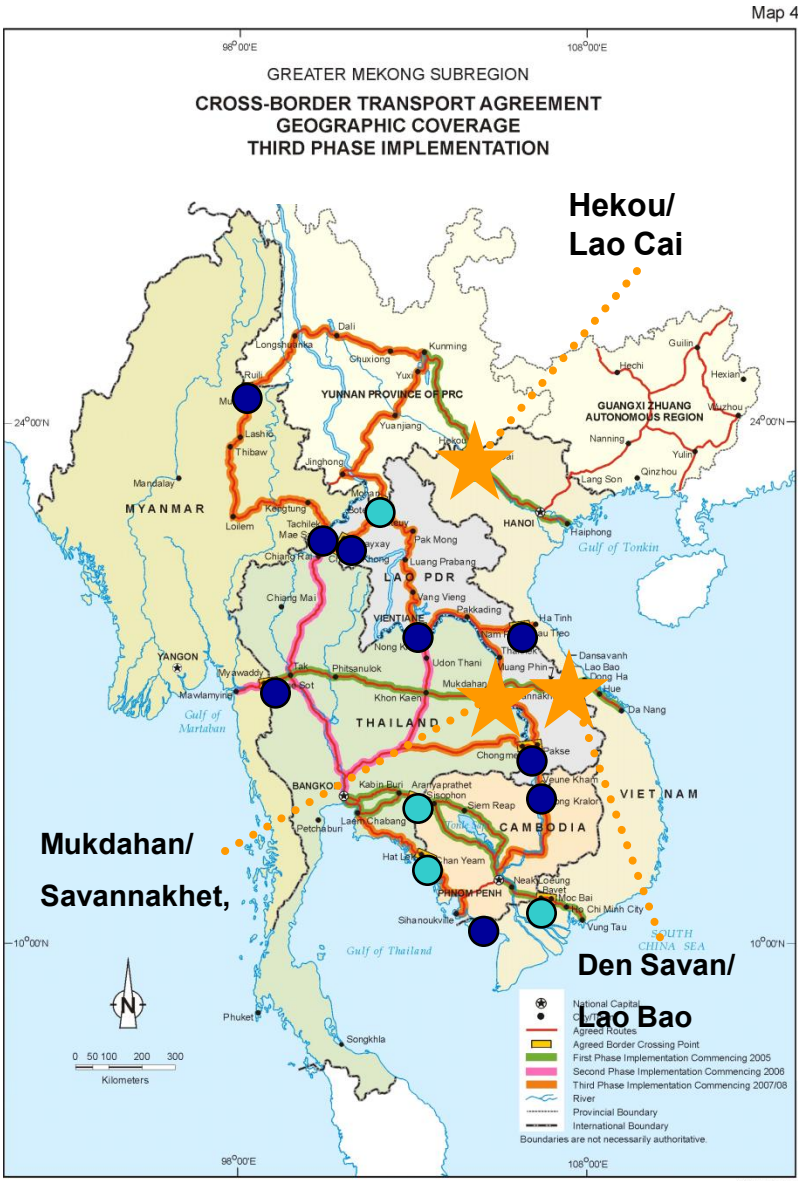 Map 4
98°00'E
108°00'E
GREATER MEKONG SUBREGION
CROSS-BORDER TRANSPORT AGREEMENT
GEOGRAPHIC COVERAGE
THIRD PHASE IMPLEMENTATION
Hekou/
Lao Cai
Dali
Longshuanka
Chuxiong
Kunming
Guilin
Hechi
Hexian
Ruili
Yuxi
YUNNAN PROVINCE OF PRC
GUANGXI ZHUANG
AUTONOMOUS REGION
Wuzhou
Yuanjiang
24°00'N
24°00'N
Lashio
Thibaw
Hekou
Nanning
Yulin
Jinghong
Qinzhou
Lang Son
Mandalay
Mohan
MYANMAR
Kengtung
HANOI
Loilem
Tachilek
Haiphong
Mae
Pak Mong
Gulf of Tonkin
Chiang Rai
Luang Prabang
LAO PDR
Vang Vieng
Chiang Mai
Pakkading
Ha Tinh
VIENTIANE
Nong
YANGON
Udon Thani
Muang Phin
Dansavanh
Lao Bao
Dong Ha
Hue
Myawaddy
Tak
Phitsanulok
Mukdahan
Mawlamyine
Sot
Khon Kaen
Da Nang
Gulf of
Martaban
THAILAND
Pakse
Veune Kham
BANGKOK
Kabin Buri
Aranyaprathet
Sisophon
Siem Reap
VIET NAM
Laem Chabang
Petchaburi
CAMBODIA
Mukdahan/
Savannakhet,
Hat
PHNOM PENH
Neak Loeung
Bavet
Moc Bai
Ho Chi Minh City
Vung Tau
Sihanoukville
SOUTH
CHINA SEA
10°00'N
10°00'N
Gulf of Thailand
Den Savan/
Lao Bao
N
Phuket
Songkhla
0 50 100 200 300
Kilometers
National Capital
Agreed Routes
Agreed Border Crossing Point
First Phase Implementation Commencing 2005
Second Phase Implementation Commencing 2006
Third Phase Implementation Commencing 2007/08
River
Provincial Boundary
International Boundary
Boundaries are not necessarily authoritative.
98°00'E
108°00'E